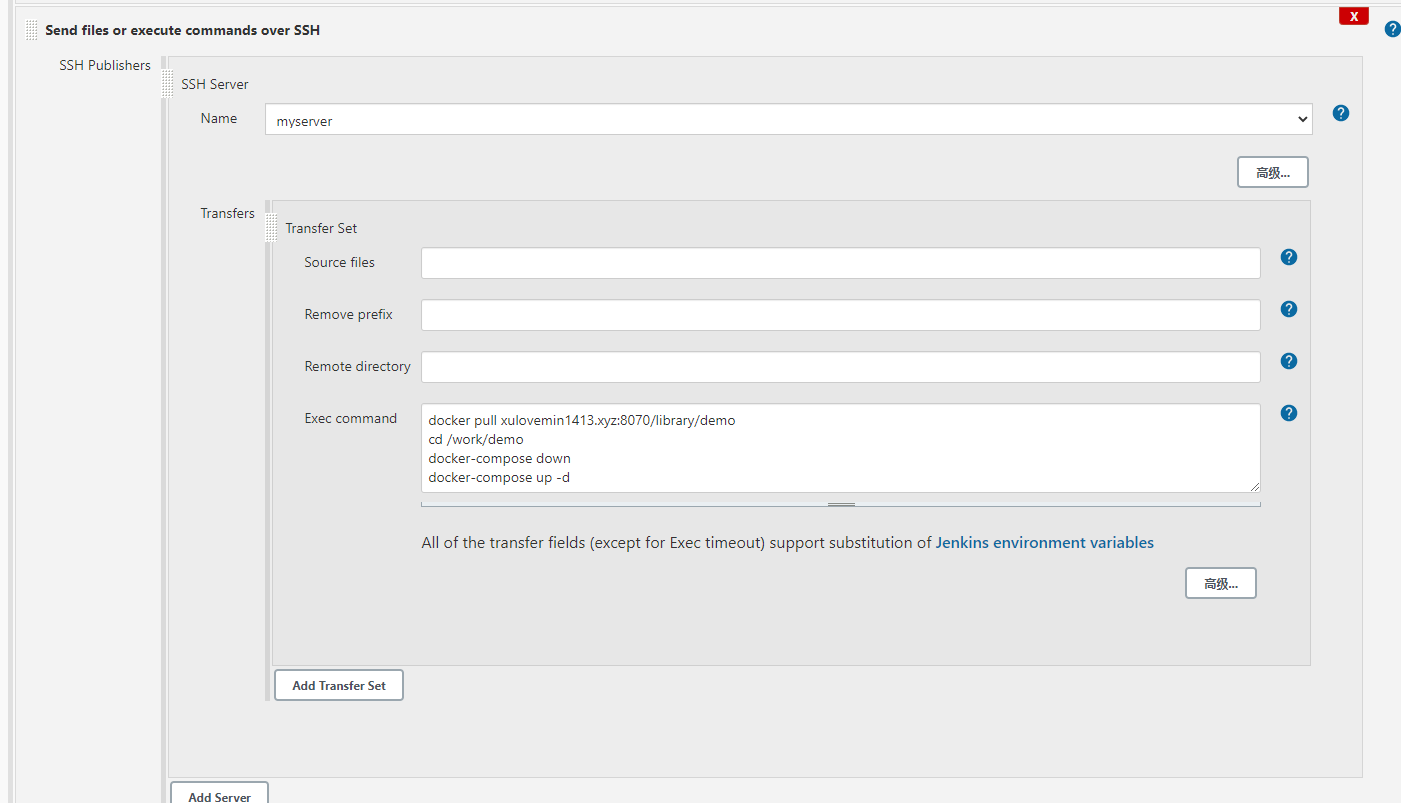 Send files or execute commands over SSH
X
?
SSH Publishers
SSH Server
Name
myserver
?
高级...
Transfers
Transfer Set
Source files
?
Remove prefix
?
Remote directory
?
Exec command
docker pull xulovemin1413.xyz:8070/library/demo
cd /work/demo
docker-compose down
docker-compose up -d
?
All of the transfer fields (except for Exec timeout) support substitution of Jenkins environment variables
高级...
Add Transfer Set
Add Server